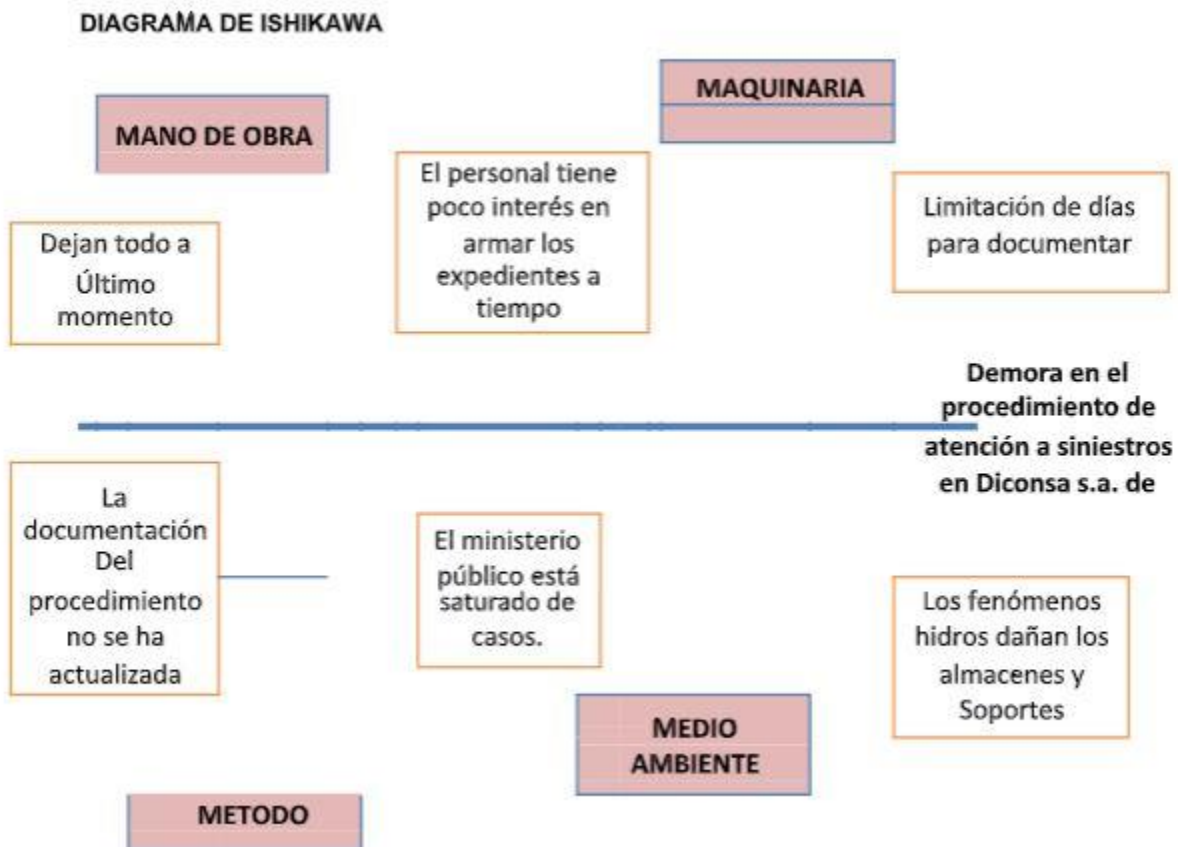 DIAGRAMA DE ISHIKAWA
MANO DE OBRA
MAQUINARIA
Dejan todo a
Último
momento
El personal tiene
poco interés en
armar los
expedientes a
tiempo
Limitación de días
para documentar
Demora en el
procedimiento de
atención a siniestros
en Diconsa s.a. de
La
documentación
Del
procedimiento
no se ha
actualizada
El ministerio
público está
saturado de
casos.
Los fenómenos
hidros dañan los
almacenes y
Soportes
MEDIO
AMBIENTE
METODO